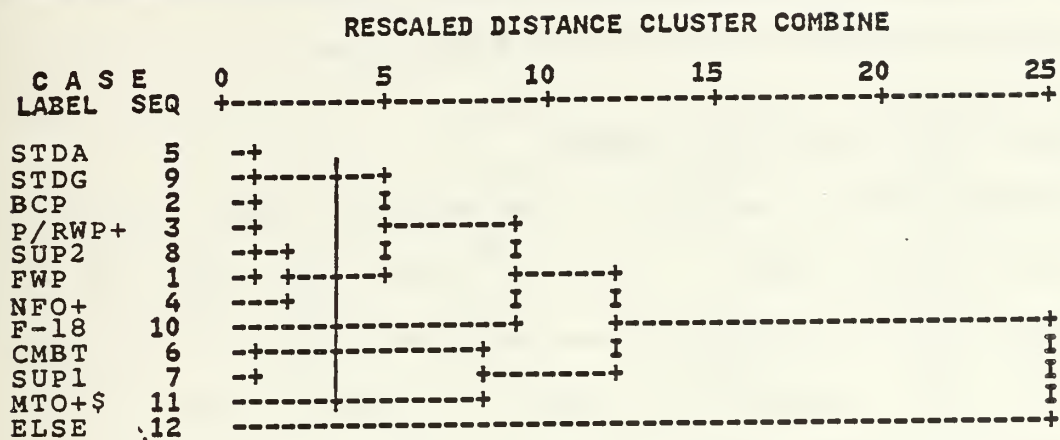 RESCALED DISTANCE CLUSTER COMBINE
C A S E 0 5 10 15 20 25
LABEL SEQ +---------+---------+---------+---------+---------+
STDA 5 -+
STDG 9 -+-------+
BCP 2 -+ I
P/RWP+ 3 -+ +-------+
SUP2 8 -+-+ I I
FWP 1 -+ +-----+ +-----+
NFO+ 4 ---+ I I
F-18 10 -----------------+ +-------------------------+
CMBT 6 -+-------------+ I I
SUP1 7 -+ +-------+ I
MTO+$ 11 ---------------+ I
ELSE 12 -------------------------------------------------+